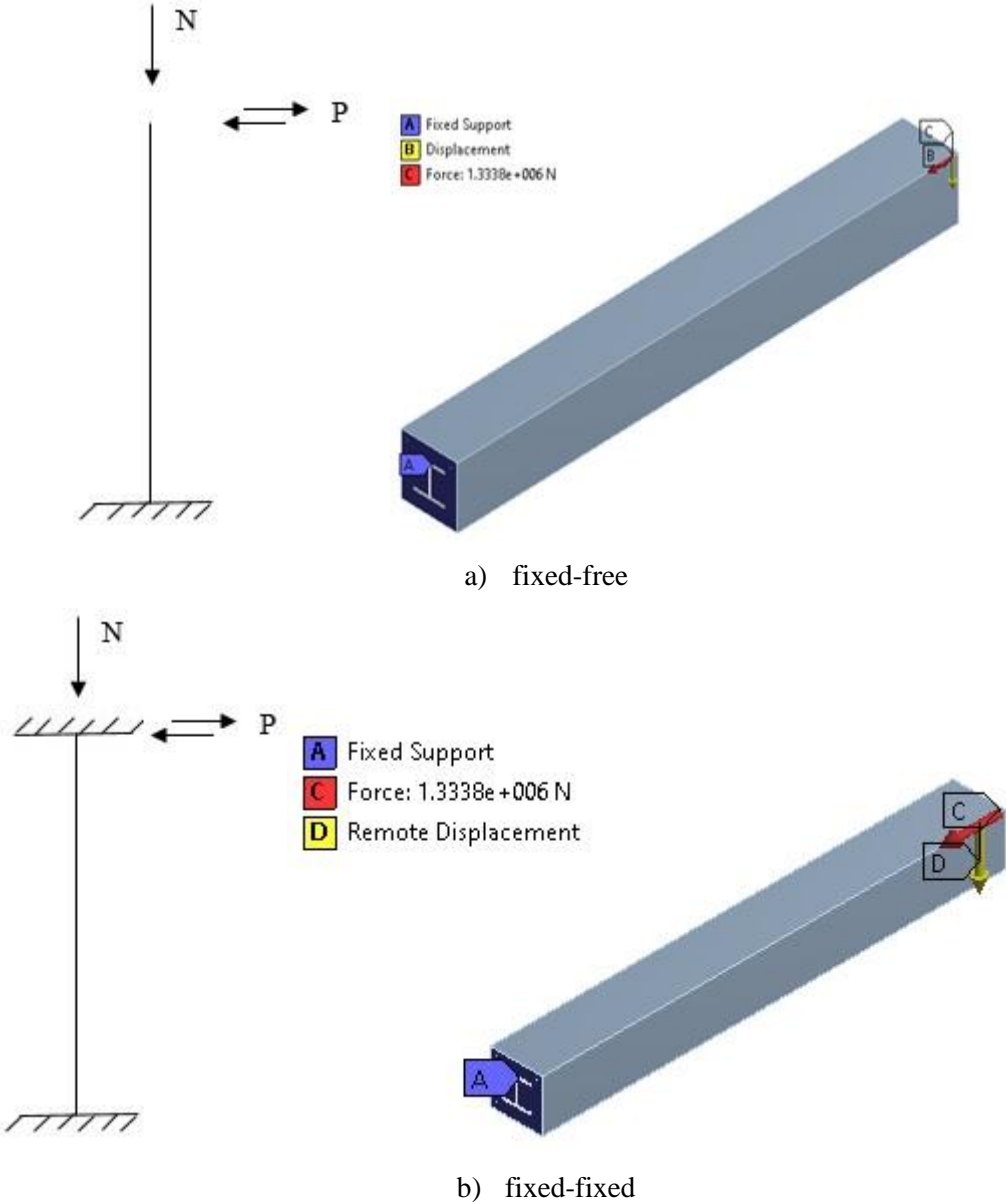 N
P
A Fixed Support
B Displacement
C Force: 1.3338e+006 N
C
B
A
a) fixed-free
N
P
A Fixed Support
C Force: 1.3338e+006 N
D Remote Displacement
C
D
A
b) fixed-fixed